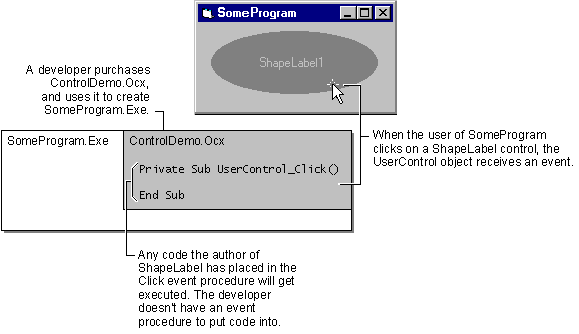 SomeProgram
ShapeLabel1
A developer purchases
ControlDemo.Ocx,
and uses it to create
SomeProgram.Exe.
SomeProgram.Exe
ControlDemo.Ocx
Private Sub UserControl_Click()
End Sub
When the user of SomeProgram
clicks on a ShapeLabel control, the
UserControl object receives an event.
Any code the author of
ShapeLabel has placed in the
Click event procedure will get
executed. The developer
doesn't have an event
procedure to put code into.